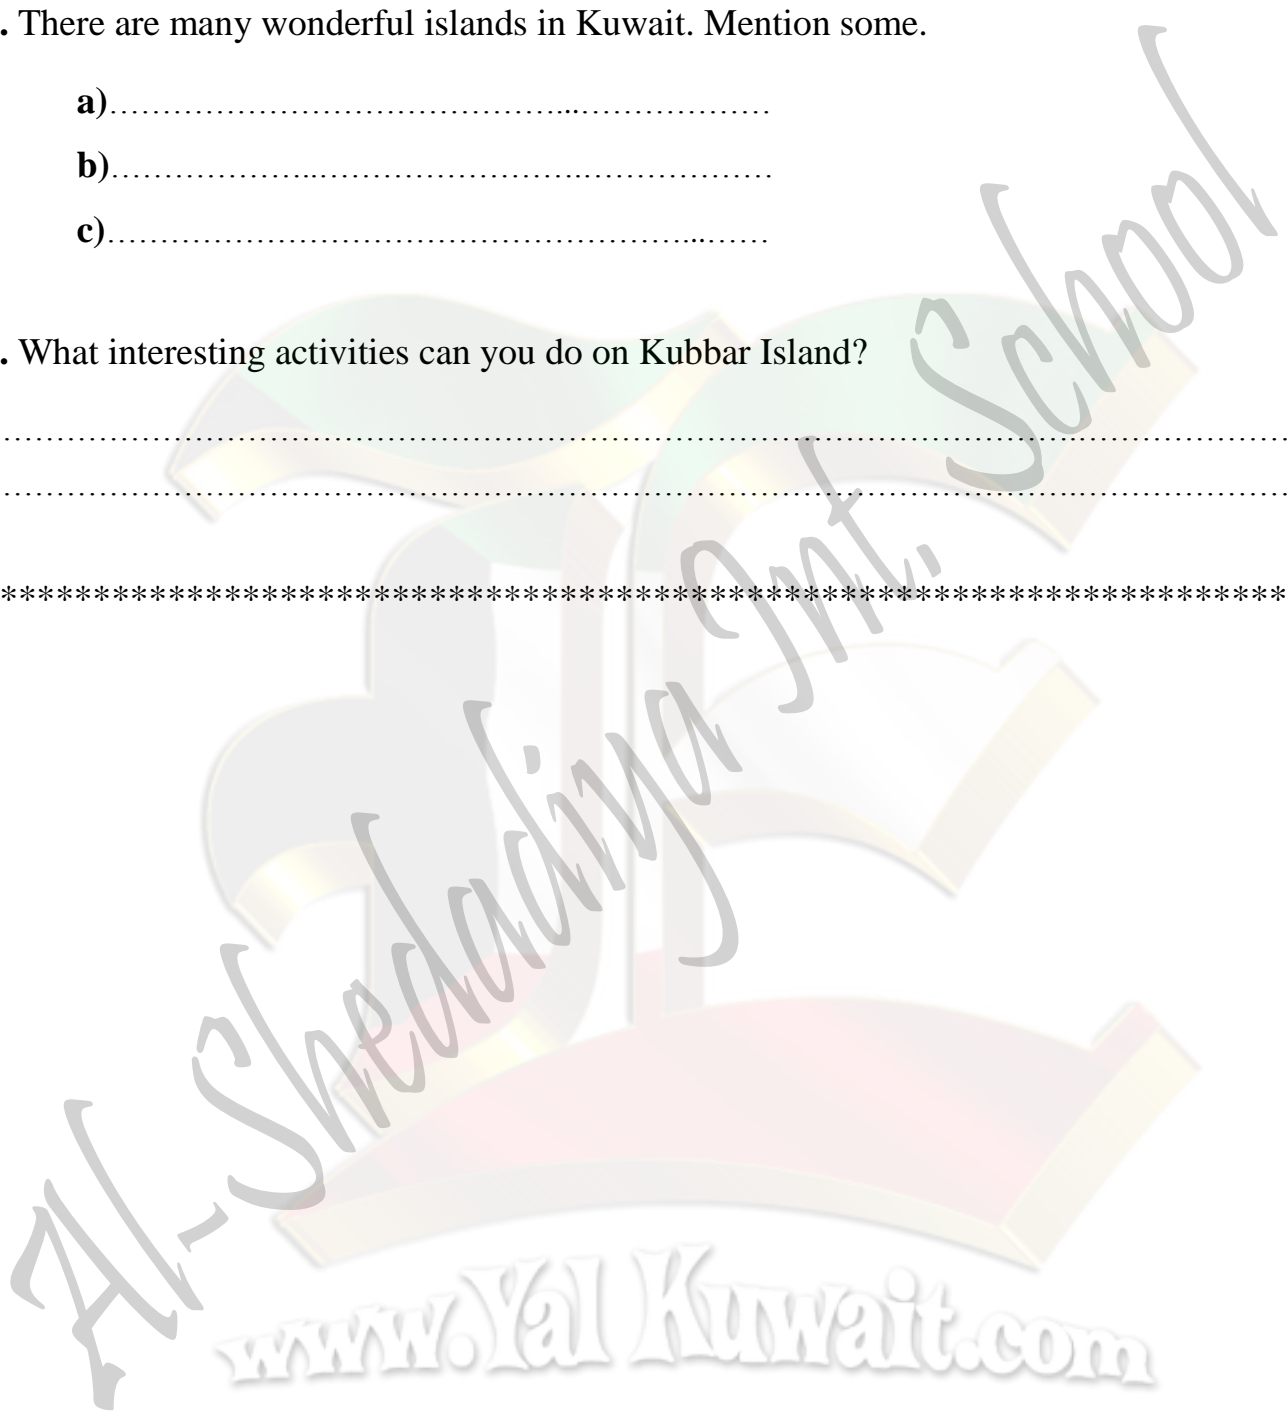 . There are many wonderful islands in Kuwait. Mention some.
a)…………………………………….…...………………
b)………………..…………………….….………………
c)……………………………………………….…...……
. What interesting activities can you do on Kubbar Island?
……………………………………………………………………………………………………………
………………………………………………………………………………………….…………………
*********************************************************************
Al-Shedadiya Int. School
www.Yal Kuwait.com